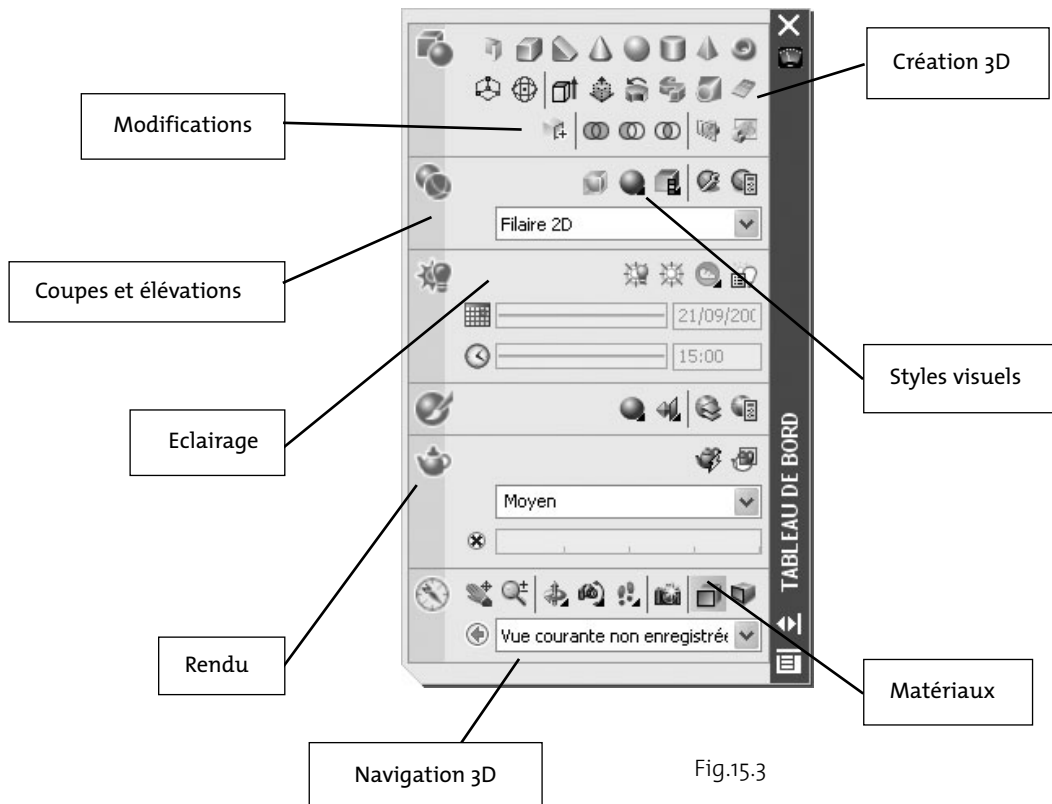 Création 3D
Modifications
Filaire 2D
Coupes et élévations
21/09/200
15:00
Styles visuels
Eclairage
TABLEAU DE BORD
Moyen
Vue courante non enregistrée
Rendu
Matériaux
Navigation 3D
Fig.15.3